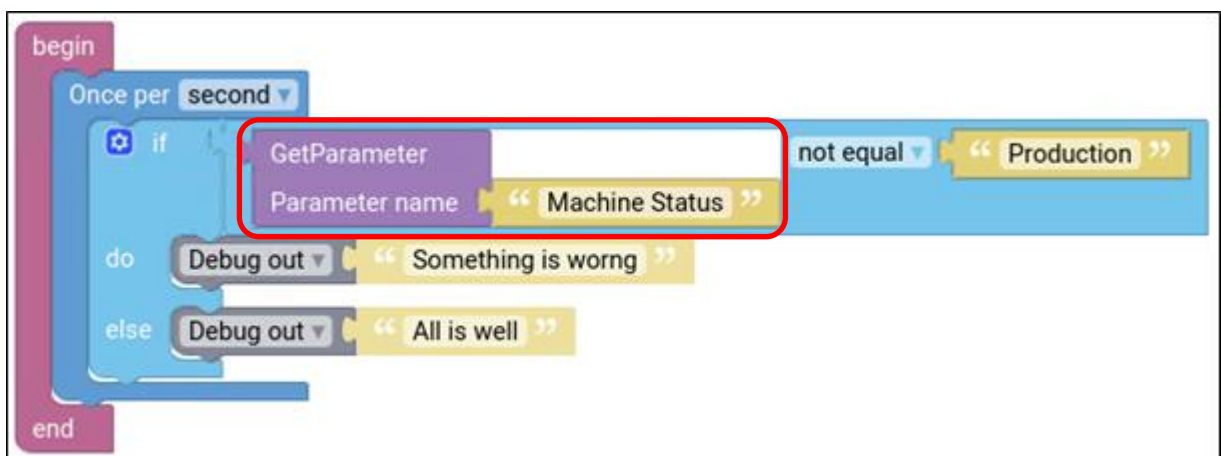 begin
Once per second
if GetParameter not equal “ Production ”
Parameter name “ Machine Status ”
do Debug out “ Something is worng ”
else Debug out “ All is well ”
end